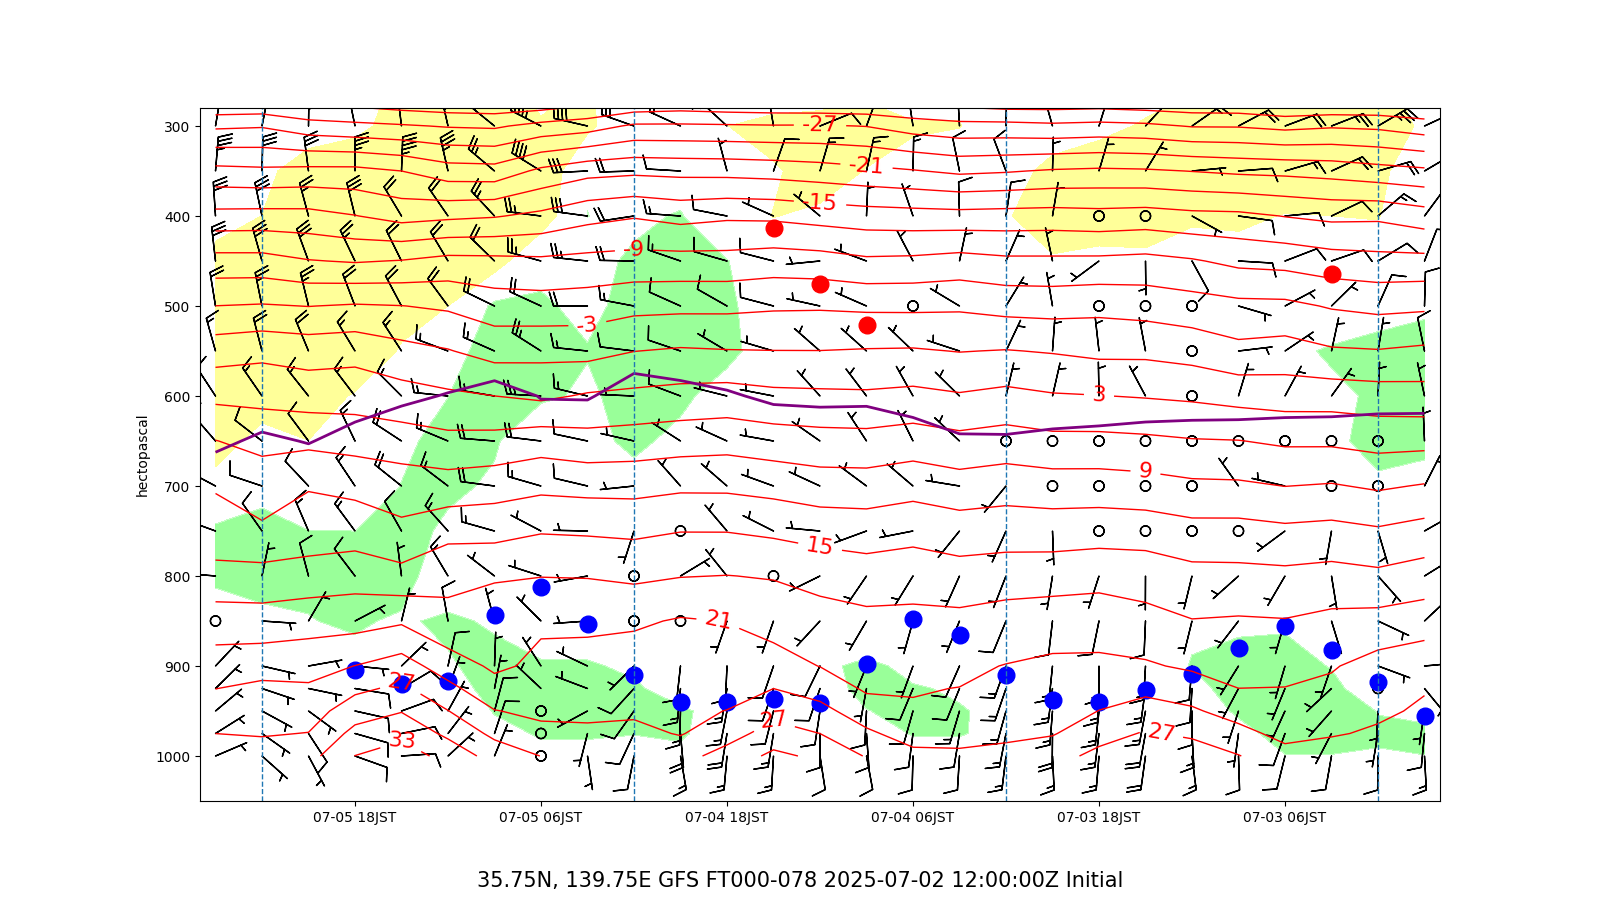 300
400
500
600
700
800
900
1000
hectopascal
-27
-21
-15
-9
-3
3
9
15
21
27
27
27
33
07-05 18JST
07-05 06JST
07-04 18JST
07-04 06JST
07-03 18JST
07-03 06JST
35.75N, 139.75E GFS FT000-078 2025-07-02 12:00:00Z Initial